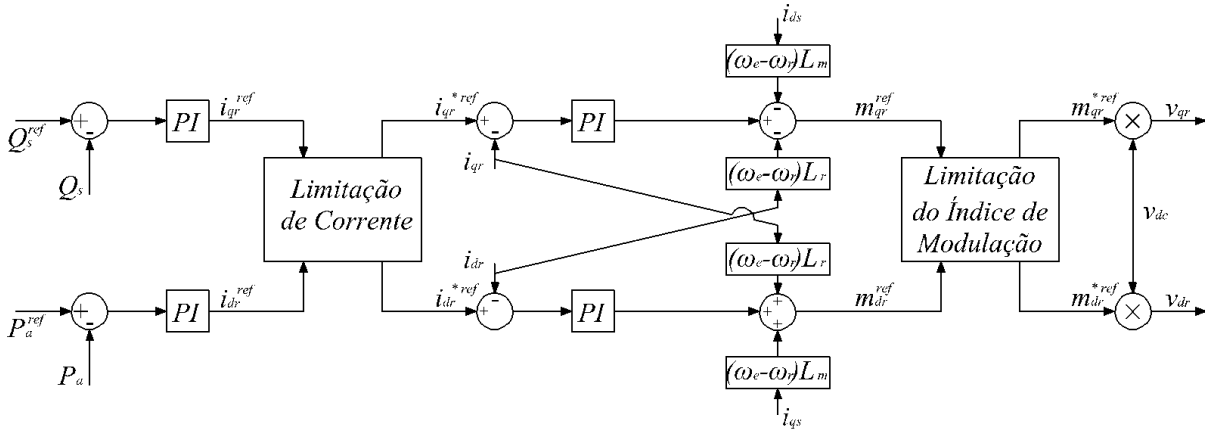 i_ds
(ω_e-ω_r)L_m
Q_s^ref
+
-
Q_s
PI
i_qr^ref
i_qr^*ref
+
-
i_qr
PI
+
-
-
m_qr^ref
m_qr^*ref
×
v_qr
(ω_e-ω_r)L_r
Limitação
de Corrente
Limitação
do Índice de
Modulação
v_dc
(ω_e-ω_r)L_r
P_a^ref
+
-
P_a
PI
i_dr^ref
i_dr^*ref
i_dr
+
-
PI
+
+
+
m_dr^ref
m_dr^*ref
×
v_dr
(ω_e-ω_r)L_m
i_qs